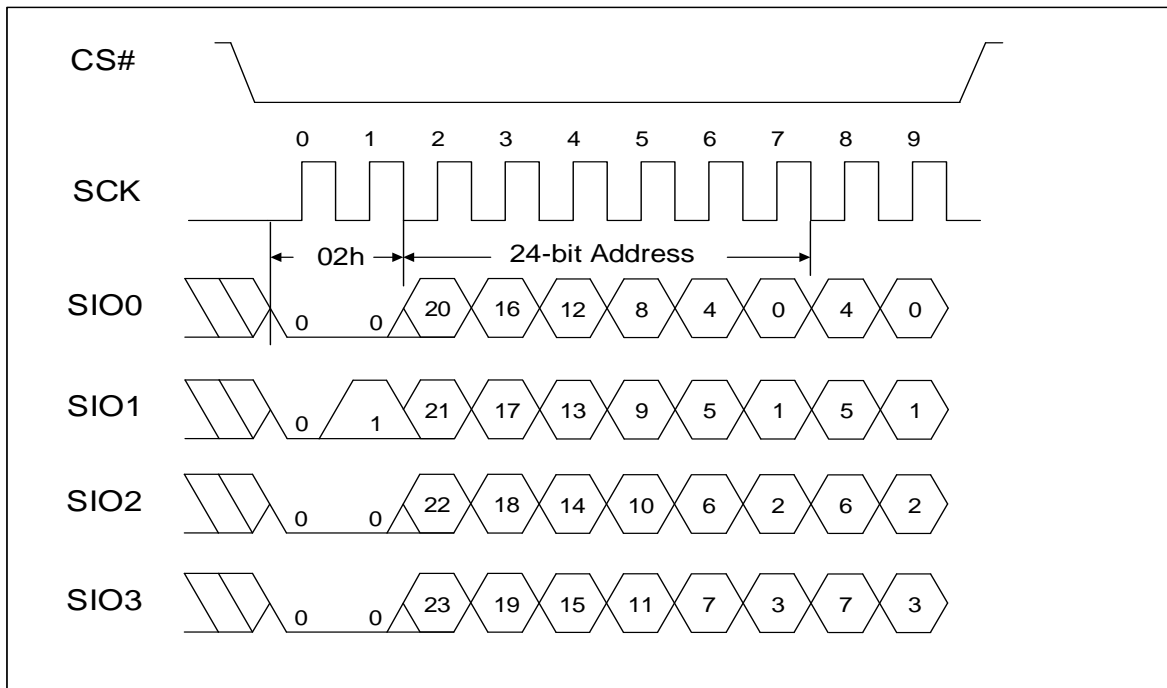 CS#
0 1 2 3 4 5 6 7 8 9
SCK
02h 24-bit Address
SIO0 0 0 20 16 12 8 4 0 4 0
SIO1 0 1 21 17 13 9 5 1 5 1
SIO2 0 0 22 18 14 10 6 2 6 2
SIO3 0 0 23 19 15 11 7 3 7 3